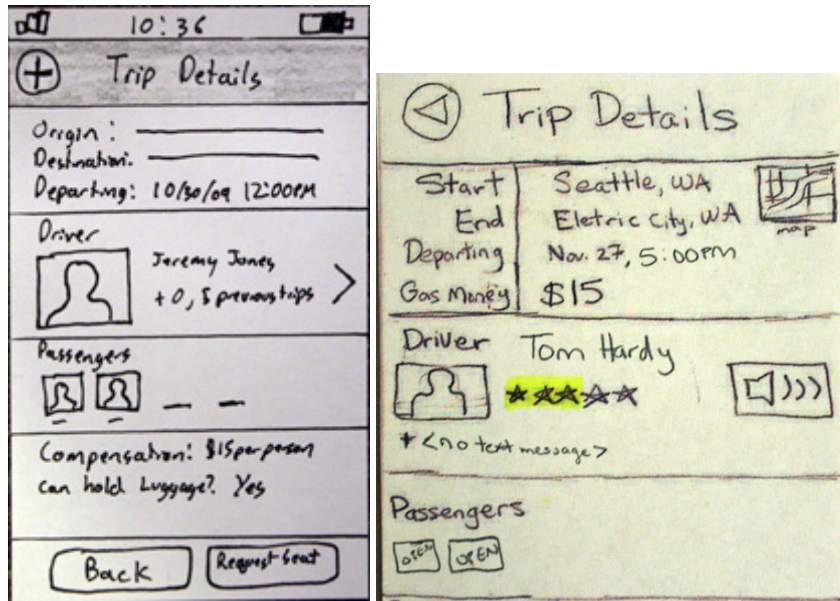 10:36
Trip Details
Origin:
Destination:
Departing: 10/30/09 12:00PM
Driver
Jeremy Jones
+0, 5 previous trips
Passengers
Compensation: $15 per person
can hold Luggage? Yes
Back
Request Seat
Trip Details
Start Seattle, WA
End Eletric City, WA
map
Departing Nov. 27, 5:00pm
Gas Money $15
Driver Tom Hardy
+ <no text message>
Passengers
OPEN OPEN